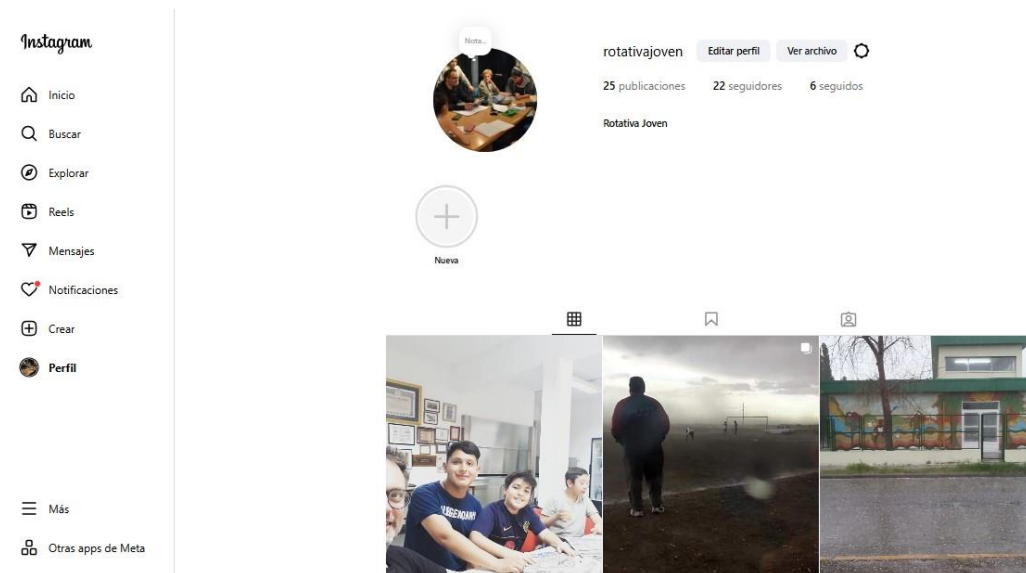 Instagram
Inicio
Buscar
Explorar
Reels
Mensajes
Notificaciones
Crear
Perfil
Más
Otras apps de Meta
Nota...
rotativajoven Editar perfil Ver archivo
25 publicaciones 22 seguidores 6 seguidos
Rotativa Joven
Nueva